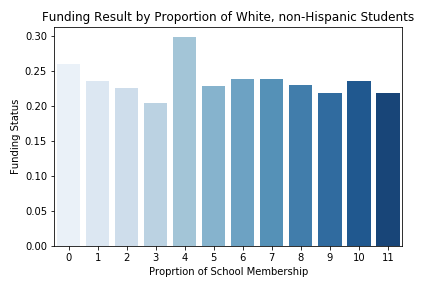 Funding Result by Proportion of White, non-Hispanic Students
Funding Status
0.30
0.25
0.20
0.15
0.10
0.05
0.00
0 1 2 3 4 5 6 7 8 9 10 11
Proprtion of School Membership